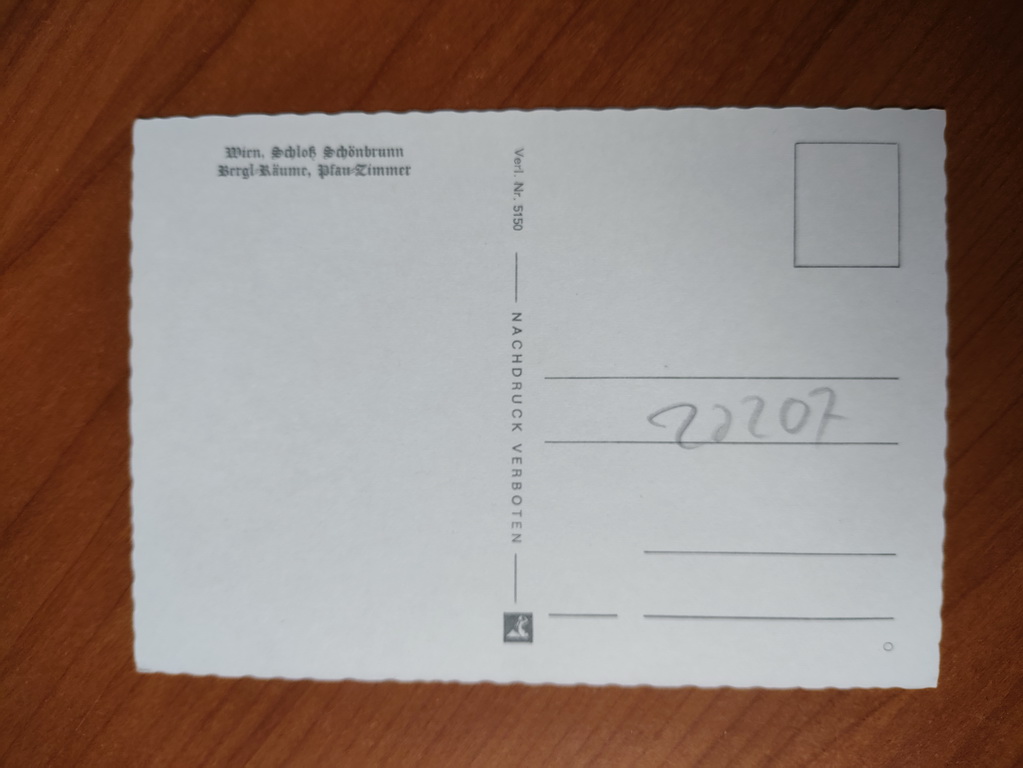 Wien, Schloß Schönbrunn
Bergl-Räume, Pfau-Zimmer
Verl. Nr. 5150
NACHDRUCK VERBOTEN
22207